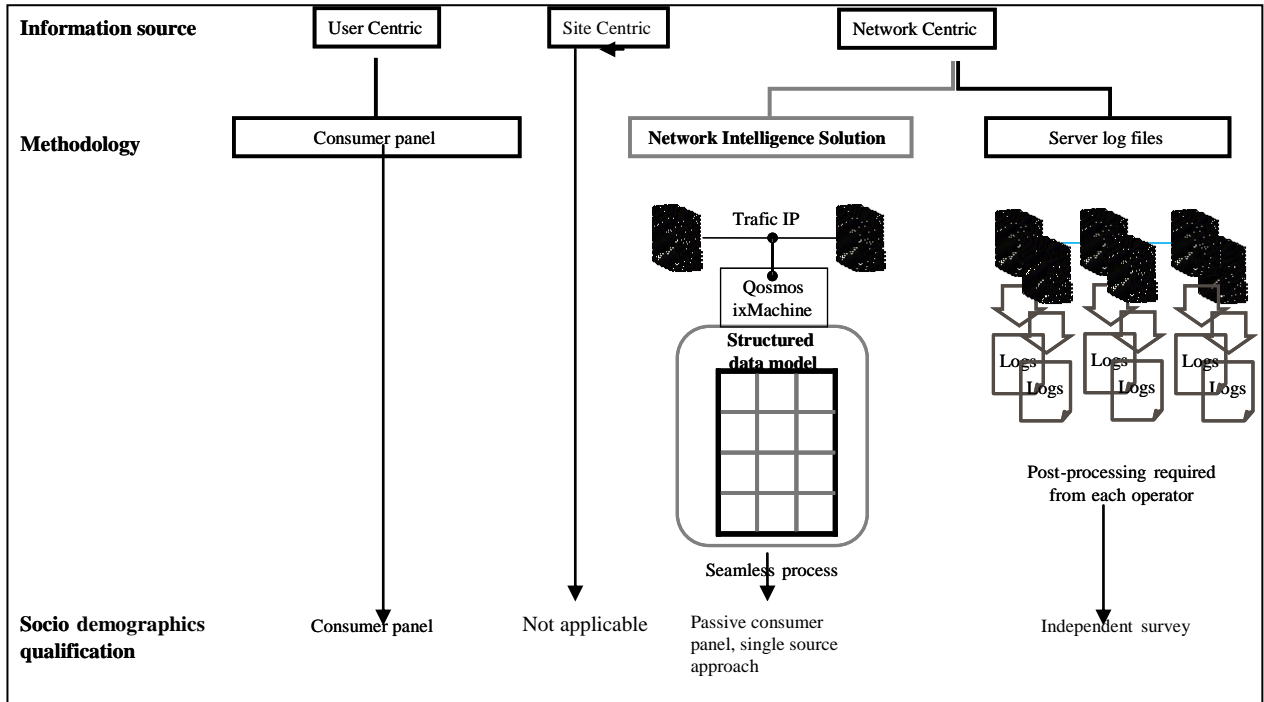 Information source
User Centric
Site Centric
Network Centric
Methodology
Consumer panel
Network Intelligence Solution
Server log files
Trafic IP
Qosmos
ixMachine
Structured
data model
Logs
Logs
Logs
Logs
Logs
Logs
Post-processing required
from each operator
Seamless process
Socio demographics
qualification
Consumer panel
Not applicable
Passive consumer
panel, single source
approach
Independent survey